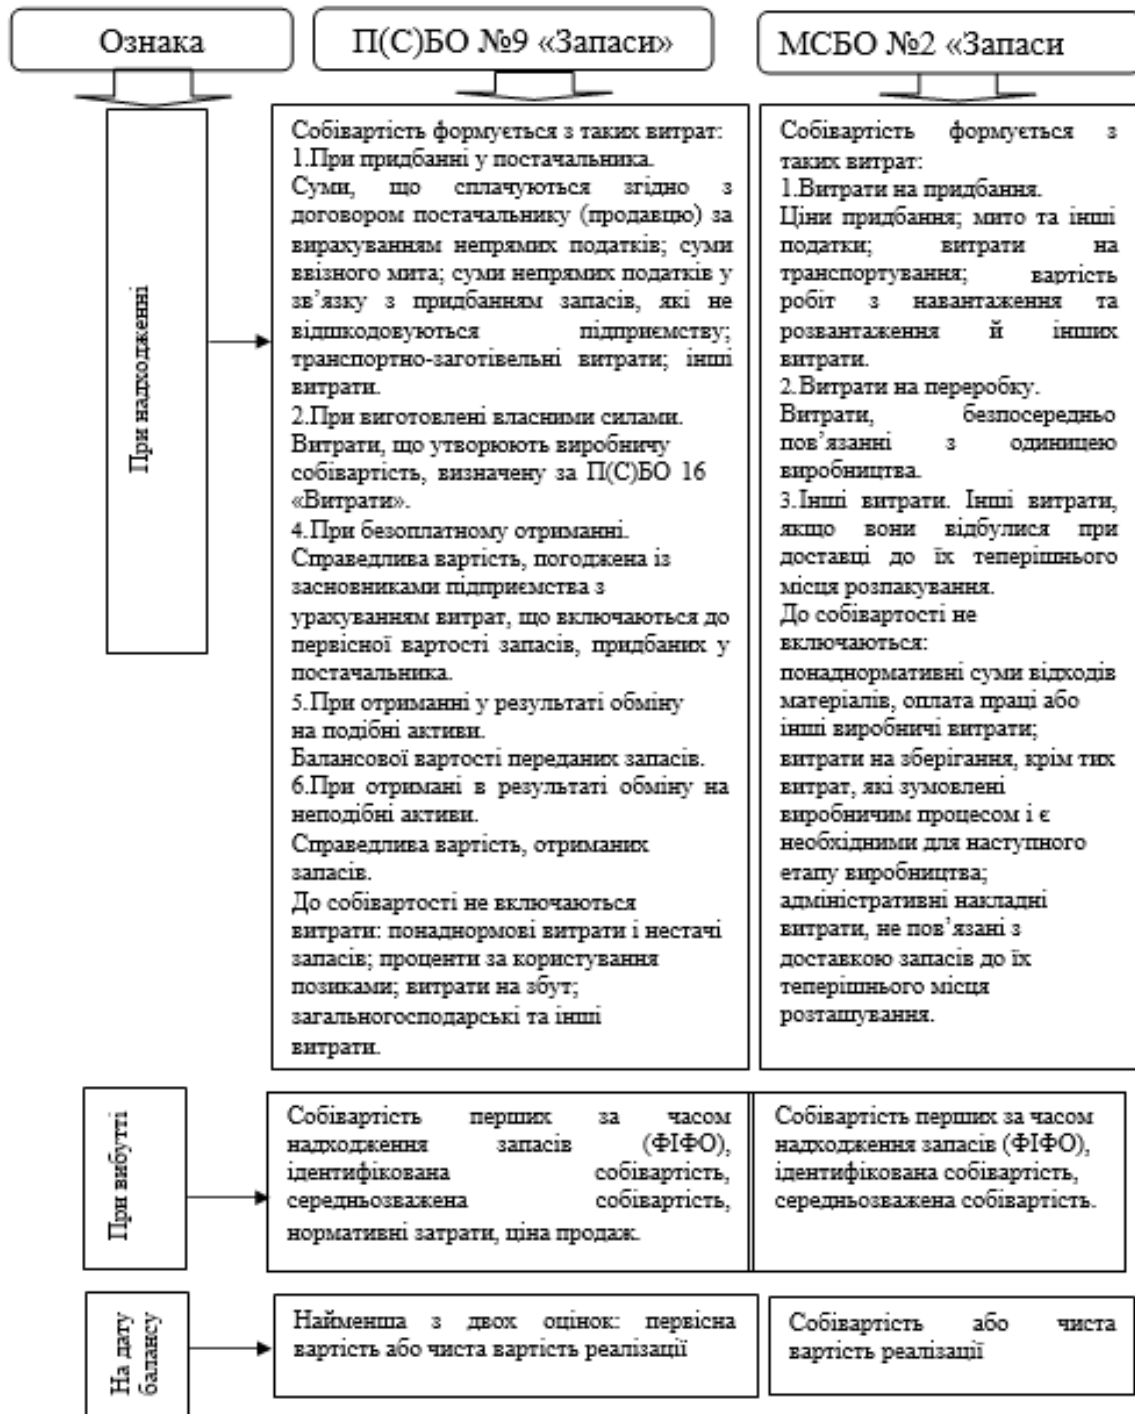 Ознака
П(С)БО №9 «Запаси»
МСБО №2 «Запаси
При надходженні
Собівартість формується з таких витрат:
1.При придбанні у постачальника.
Суми, що сплачуються згідно з
договором постачальнику (продавцю) за
вирахуванням непрямих податків; суми
ввізного мита; суми непрямих податків у
зв’язку з придбанням запасів, які не
відшкодовуються підприємству;
транспортно-заготівельні витрати; інші
витрати.
2.При виготовлені власними силами.
Витрати, що утворюють виробничу
собівартість, визначену за П(С)БО 16
«Витрати».
4.При безоплатному отриманні.
Справедлива вартість, погоджена із
засновниками підприємства з
урахуванням витрат, що включаються до
первісної вартості запасів, придбаних у
постачальника.
5.При отриманні у результаті обміну
на подібні активи.
Балансової вартості переданих запасів.
6.При отримані в результаті обміну на
неподібні активи.
Справедлива вартість, отриманих
запасів.
До собівартості не включаються
витрати: понаднормові витрати і нестачі
запасів; проценти за користування
позиками; витрати на збут;
загальногосподарські та інші
витрати.
Собівартість формується з
таких витрат:
1.Витрати на придбання.
Ціни придбання; мито та інші
податки; витрати на
транспортування; вартість
робіт з навантаження та
розвантаження й інших
витрати.
2.Витрати на переробку.
Витрати, безпосередньо
пов’язанні з одиницею
виробництва.
3.Інші витрати. Інші витрати,
якщо вони відбулися при
доставці до їх теперішнього
місця розпакування.
До собівартості не
включаються:
понаднормативні суми відходів
матеріалів, оплата праці або
інші виробничі витрати;
витрати на зберігання, крім тих
витрат, які зумовлені
виробничим процесом і є
необхідними для наступного
етапу виробництва;
адміністративні накладні
витрати, не пов’язані з
доставкою запасів до їх
теперішнього місця
розташування.
При вибутті
Собівартість перших за часом
надходження запасів (ФІФО),
ідентифікована собівартість,
середньозважена собівартість,
нормативні затрати, ціна продаж.
Собівартість перших за часом
надходження запасів (ФІФО),
ідентифікована собівартість,
середньозважена собівартість.
На дату
балансу
Найменша з двох оцінок: первісна
вартість або чиста вартість реалізації
Собівартість або чиста
вартість реалізації